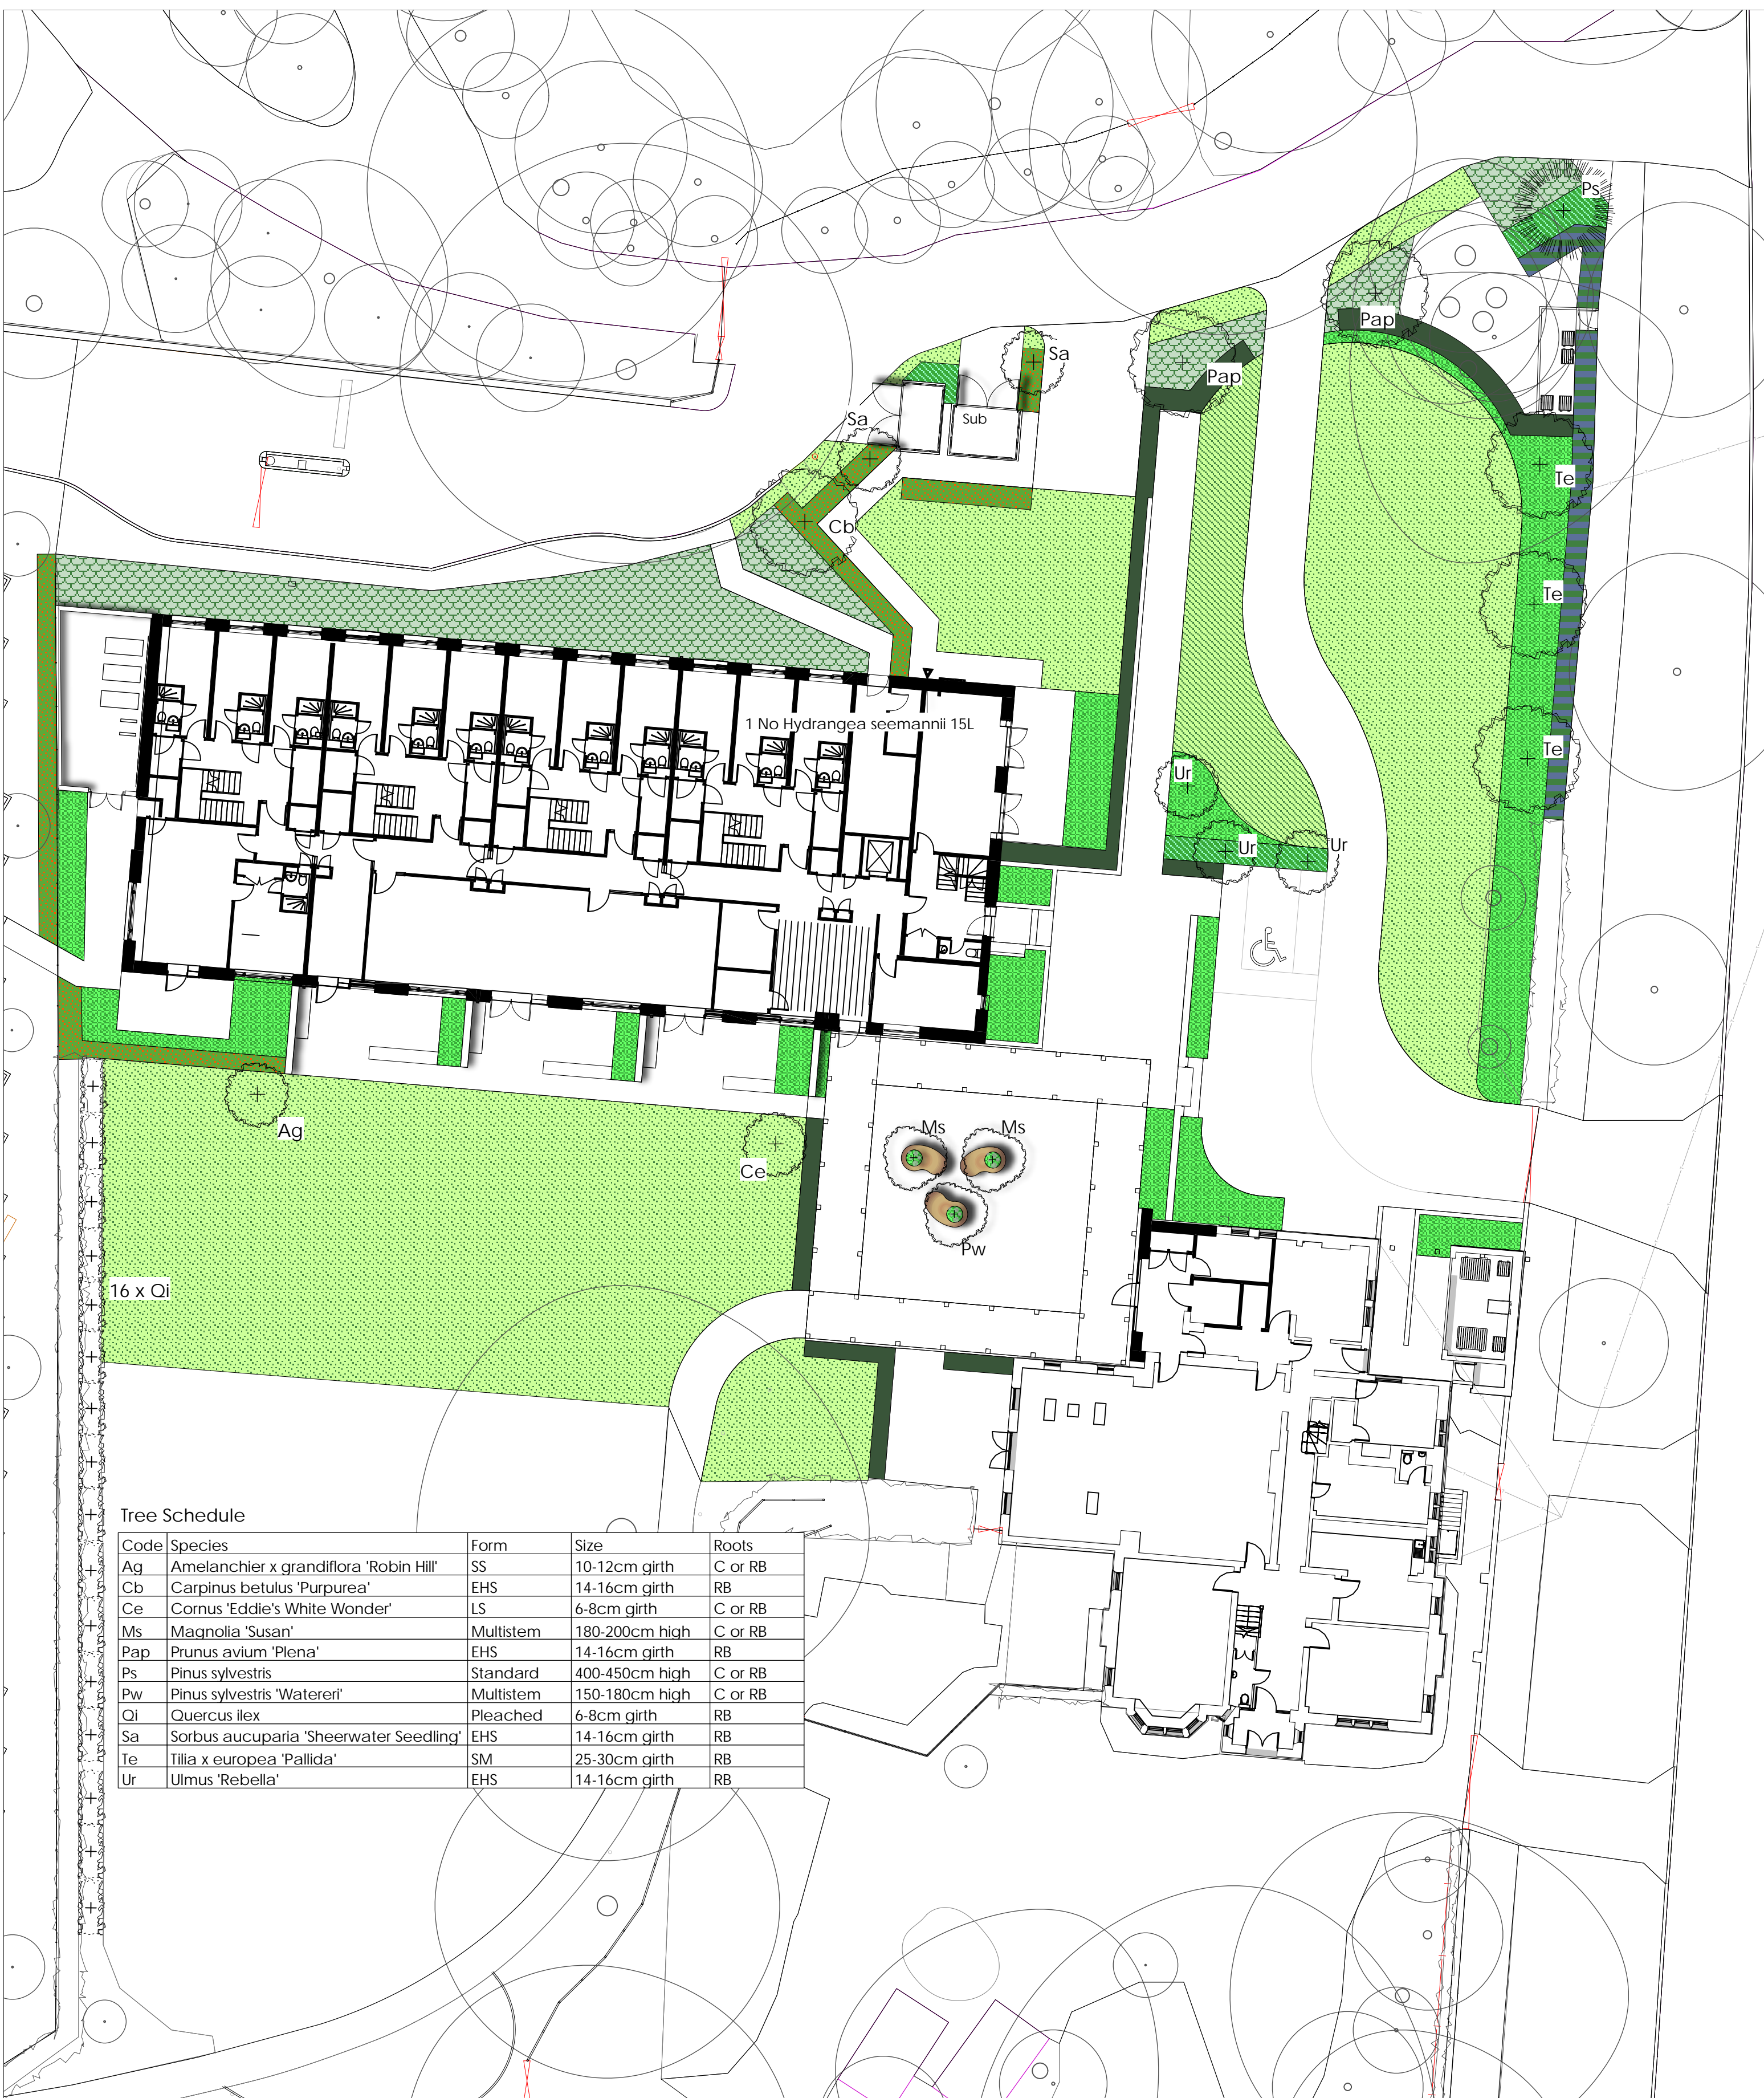 Ps
Pap
Sa
Pap
Sub
Sa
Te
Cb
Te
1 No Hydrangea seemannii 15L
Te
Ur
Ur
Ur
Ag
Ms
Ms
Ce
Pw
16 x Qi
Tree Schedule
Code Species Form Size Roots
Ag Amelanchier x grandiflora 'Robin Hill' SS 10-12cm girth C or RB
Cb Carpinus betulus 'Purpurea' EHS 14-16cm girth RB
Ce Cornus 'Eddie's White Wonder' LS 6-8cm girth C or RB
Ms Magnolia 'Susan' Multistem 180-200cm high C or RB
Pap Prunus avium 'Plena' EHS 14-16cm girth RB
Ps Pinus sylvestris Standard 400-450cm high C or RB
Pw Pinus sylvestris 'Watereri' Multistem 150-180cm high C or RB
Qi Quercus ilex Pleached 6-8cm girth RB
Sa Sorbus aucuparia 'Sheerwater Seedling' EHS 14-16cm girth RB
Te Tilia x europea 'Pallida' SM 25-30cm girth RB
Ur Ulmus 'Rebella' EHS 14-16cm girth RB